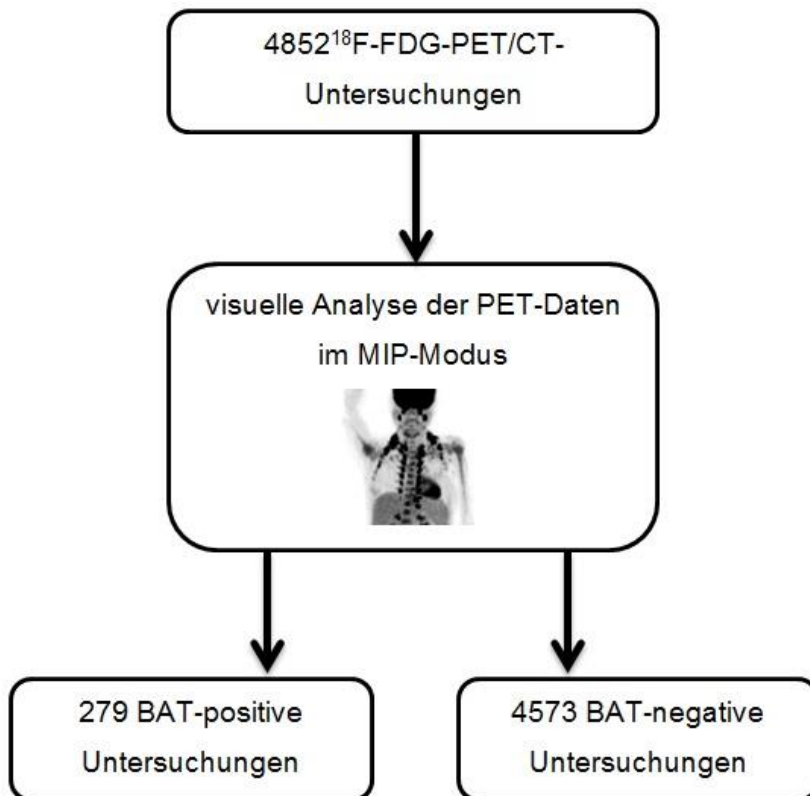 4852¹⁸F-FDG-PET/CT-
Untersuchungen
visuelle Analyse der PET-Daten
im MIP-Modus
279 BAT-positive
Untersuchungen
4573 BAT-negative
Untersuchungen